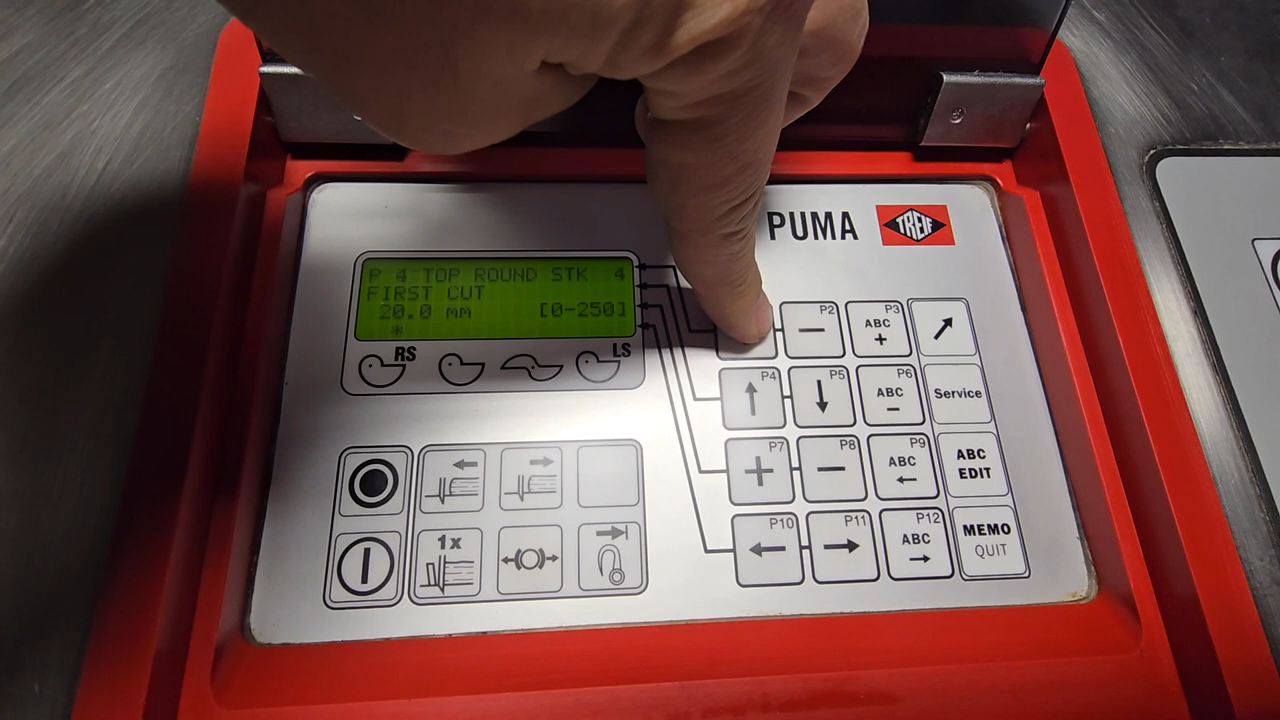 PUMA TREIF
P 4 TOP ROUND STK 4
FIRST CUT
20.0 mm [0-250]
*
RS
LS
P2
−
P3
ABC
+
P4
P5
P6
ABC
−
Service
P7
+
P8
−
P9
ABC
ABC
EDIT
P10
P11
P12
ABC
MEMO
QUIT
1x